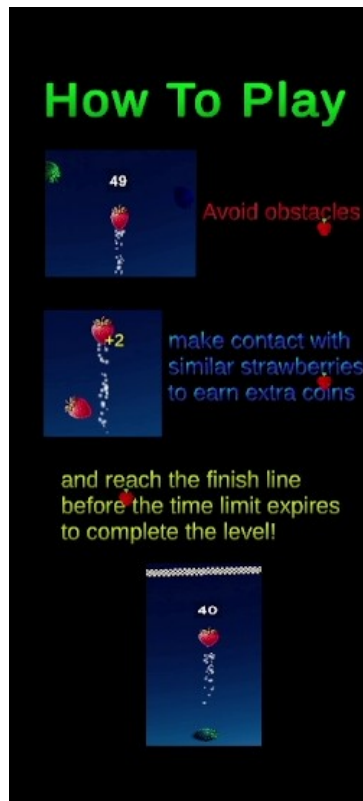 How To Play
49
Avoid obstacles
+2
make contact with
similar strawberries
to earn extra coins
and reach the finish line
before the time limit expires
to complete the level!
40